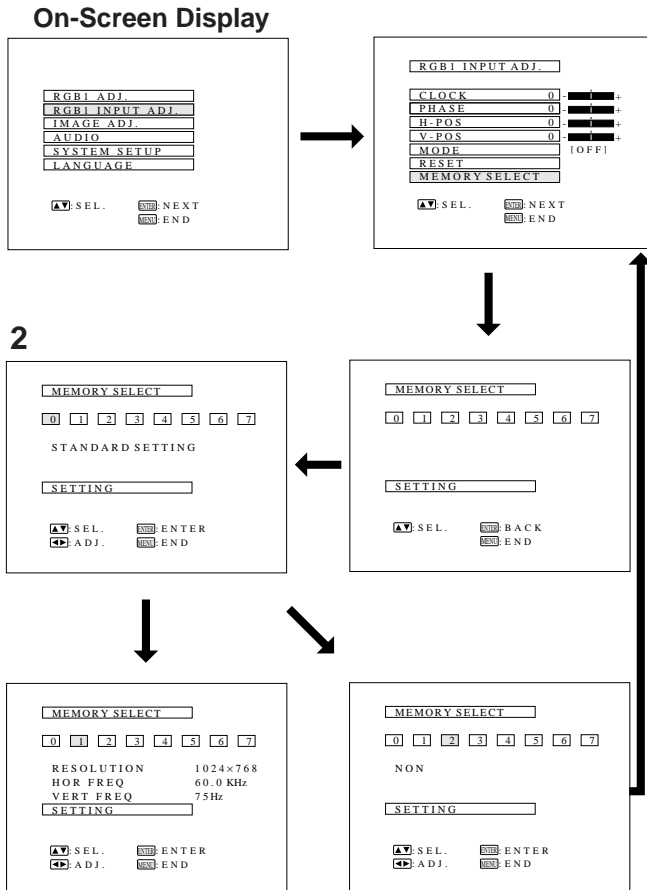 On-Screen Display
RGB1 ADJ.
RGB1 INPUT ADJ.
IMAGE ADJ.
AUDIO
SYSTEM SETUP
LANGUAGE
▲▼:SEL. ENTER:NEXT
MENU:END
RGB1 INPUT ADJ.
CLOCK 0 - +
PHASE 0 - +
H-POS 0 - +
V-POS 0 - +
MODE [OFF]
RESET
MEMORY SELECT
▲▼:SEL. ENTER:NEXT
MENU:END
2
MEMORY SELECT
0 1 2 3 4 5 6 7
STANDARD SETTING
SETTING
▲▼:SEL. ENTER:ENTER
◀▶:ADJ. MENU:END
MEMORY SELECT
0 1 2 3 4 5 6 7
SETTING
▲▼:SEL. ENTER:BACK
MENU:END
MEMORY SELECT
0 1 2 3 4 5 6 7
RESOLUTION 1024×768
HOR FREQ 60.0 KHz
VERT FREQ 75Hz
SETTING
▲▼:SEL. ENTER:ENTER
◀▶:ADJ. MENU:END
MEMORY SELECT
0 1 2 3 4 5 6 7
NON
SETTING
▲▼:SEL. ENTER:ENTER
◀▶:ADJ. MENU:END